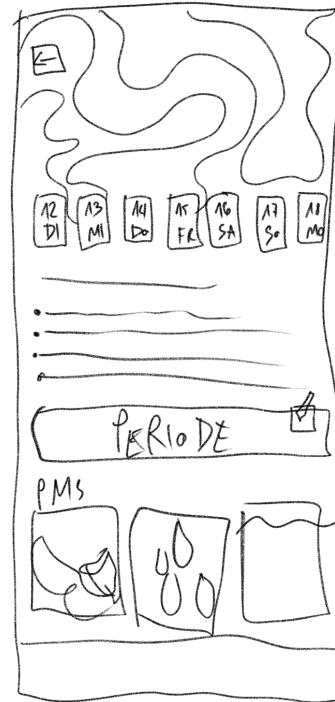 12 13 14 15 16 17 18
DI MI DO FR SA SO MO
PERIODE
PMS